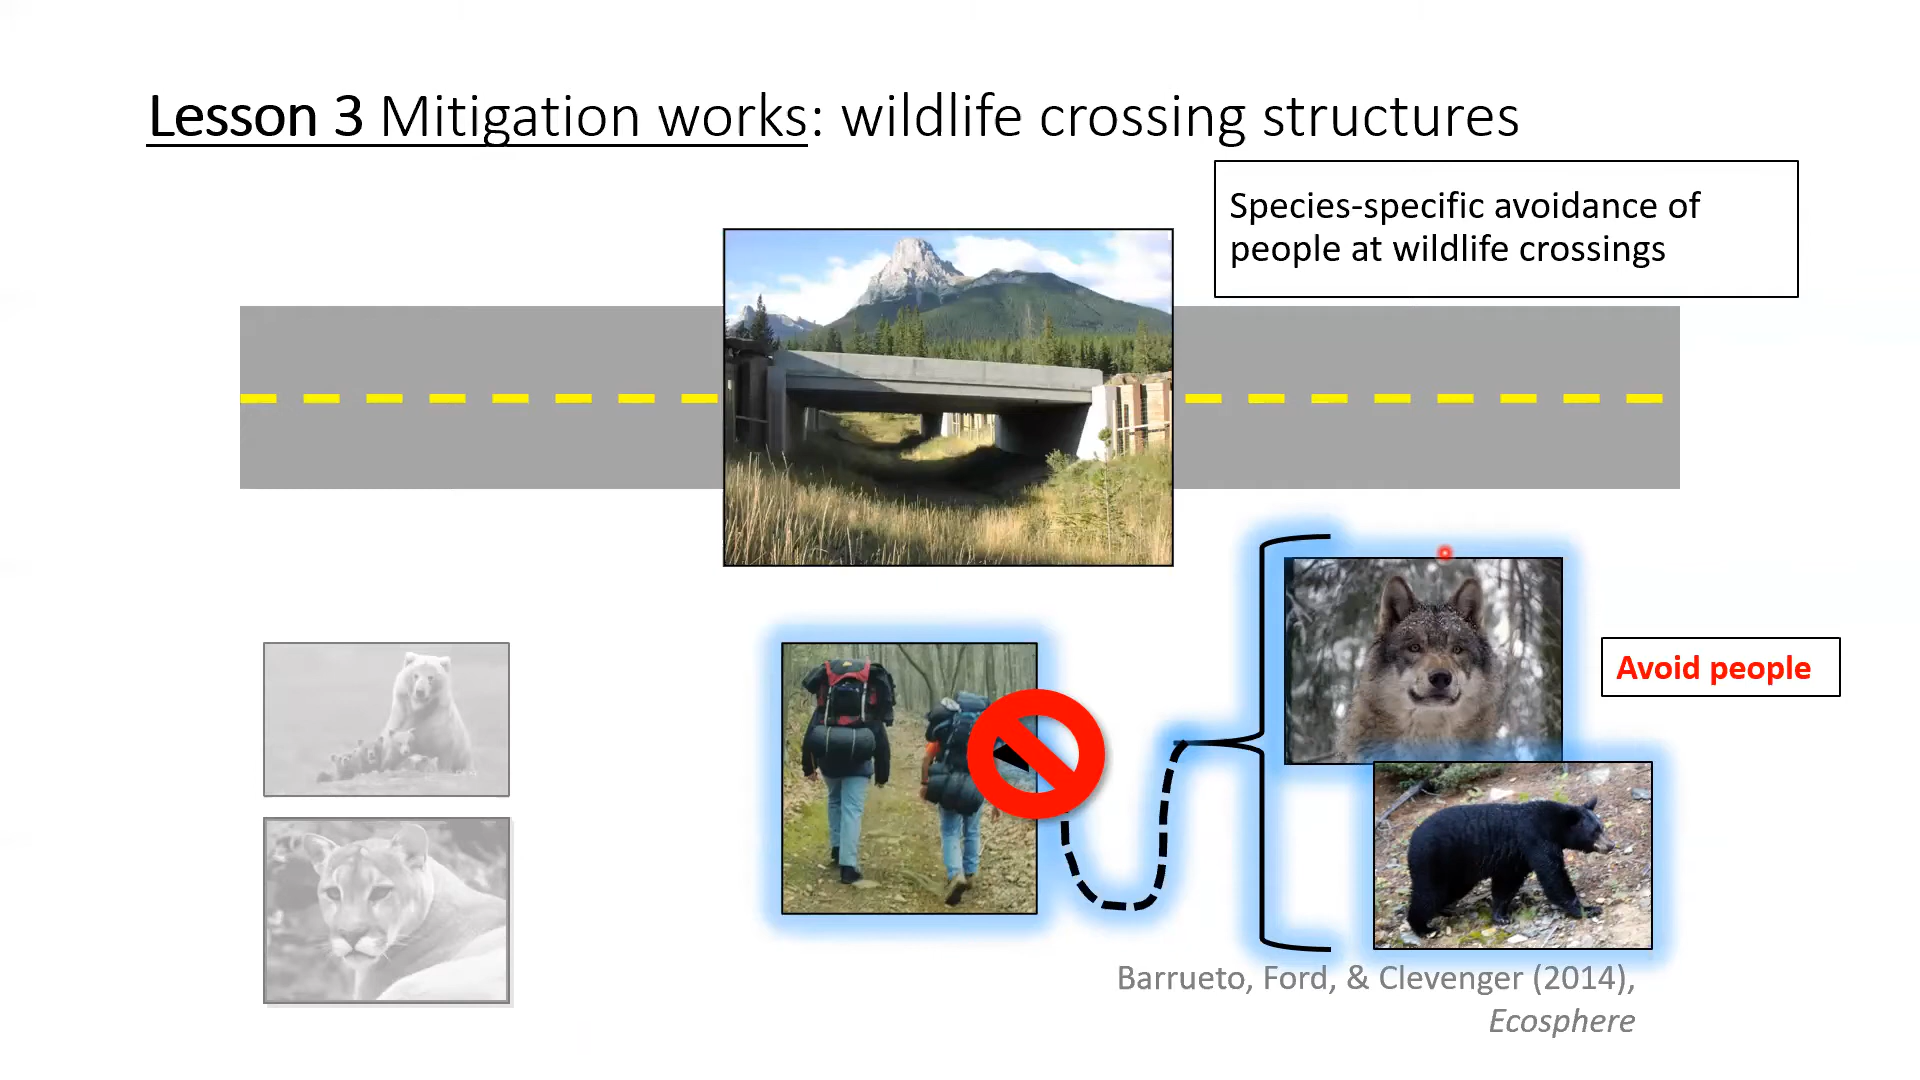 Lesson 3 Mitigation works: wildlife crossing structures
Species-specific avoidance of
people at wildlife crossings
Avoid people
Barrueto, Ford, & Clevenger (2014),
Ecosphere